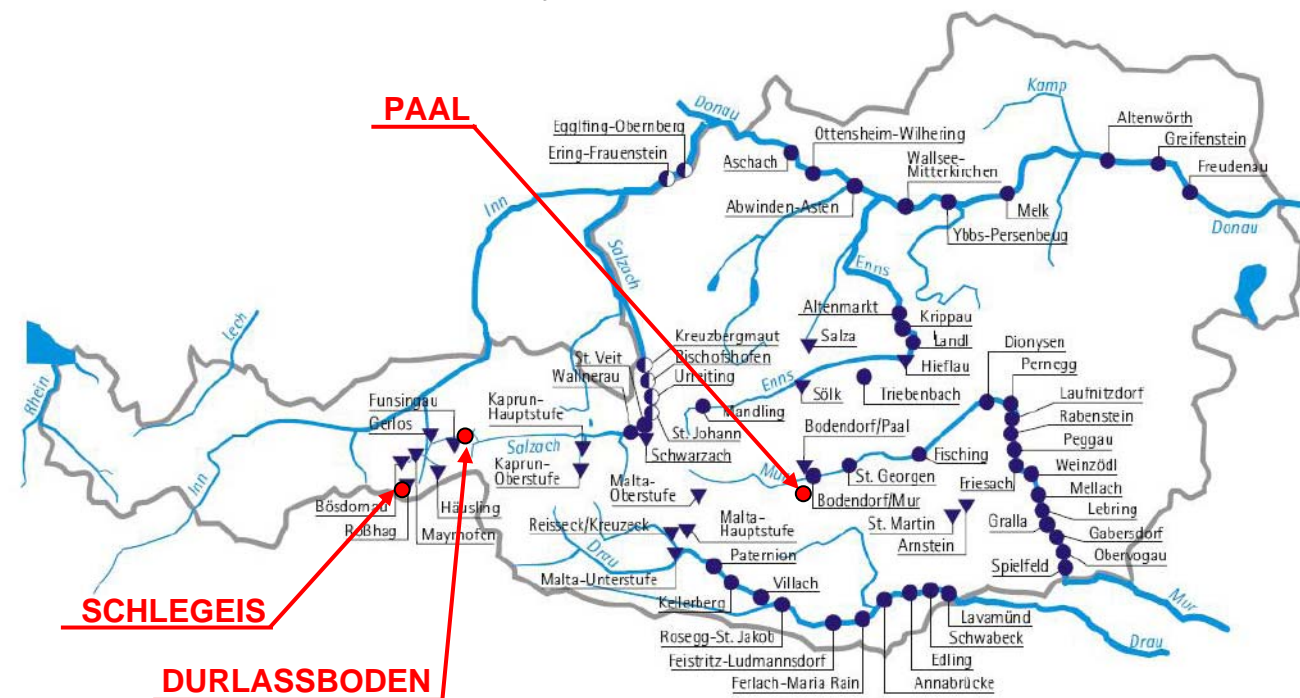 PAAL
Donau
Kamp
Egglfing-Obernberg
Ering-Frauenstein
Aschach
Ottensheim-Wilhering
Wallsee-
Mitterkirchen
Altenwörth
Greifenstein
Freudenau
Abwinden-Asten
Melk
Ybbs-Persenbeug
Donau
Inn
Salzach
Enns
Lech
Rhein
Inn
Altenmarkt
Krippau
Landl
Salza
Hieflau
Kreuzbergmaut
Bischofshofen
Urreiting
St. Veit
Wallnerau
St. Johann
Schwarzach
Enns
Mandling
Sölk
Triebenbach
Dionysen
Pernegg
Laufnitzdorf
Rabenstein
Peggau
Weinzödl
Mellach
Lebring
Gabersdorf
Obervogau
Funsingau
Gerlos
Kaprun-
Hauptstufe
Salzach
Kaprun-
Oberstufe
Bodendorf/Paal
Mur
Fisching
St. Georgen
Bodendorf/Mur
Friesach
Gralla
Spielfeld
Bösdornau
Roßhag
Häusling
Mayrhofen
Malta-
Oberstufe
Reisseck/Kreuzeck
Malta-
Hauptstufe
St. Martin
Arnstein
Drau
Malta-Unterstufe
Paternion
Villach
Kellerberg
Rosegg-St. Jakob
Feistritz-Ludmannsdorf
Ferlach-Maria Rain
Annabrücke
Edling
Schwabeck
Lavamünd
Mur
Drau
SCHLEGEIS
DURLASSBODEN